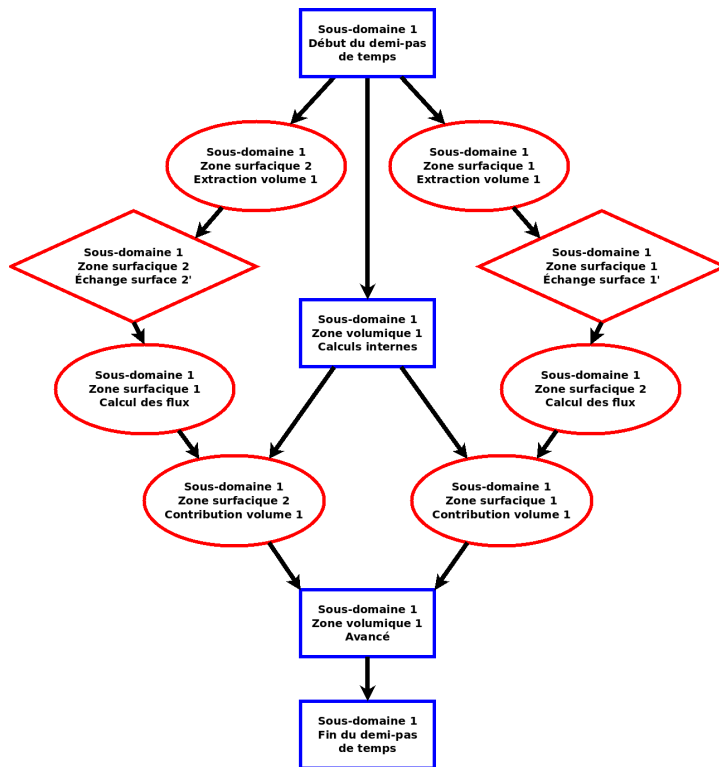 Sous-domaine 1
Début du demi-pas
de temps
Sous-domaine 1
Zone surfacique 2
Extraction volume 1
Sous-domaine 1
Zone surfacique 1
Extraction volume 1
Sous-domaine 1
Zone surfacique 2
Échange surface 2'
Sous-domaine 1
Zone surfacique 1
Échange surface 1'
Sous-domaine 1
Zone volumique 1
Calculs internes
Sous-domaine 1
Zone surfacique 1
Calcul des flux
Sous-domaine 1
Zone surfacique 2
Calcul des flux
Sous-domaine 1
Zone surfacique 2
Contribution volume 1
Sous-domaine 1
Zone surfacique 1
Contribution volume 1
Sous-domaine 1
Zone volumique 1
Avancé
Sous-domaine 1
Fin du demi-pas
de temps